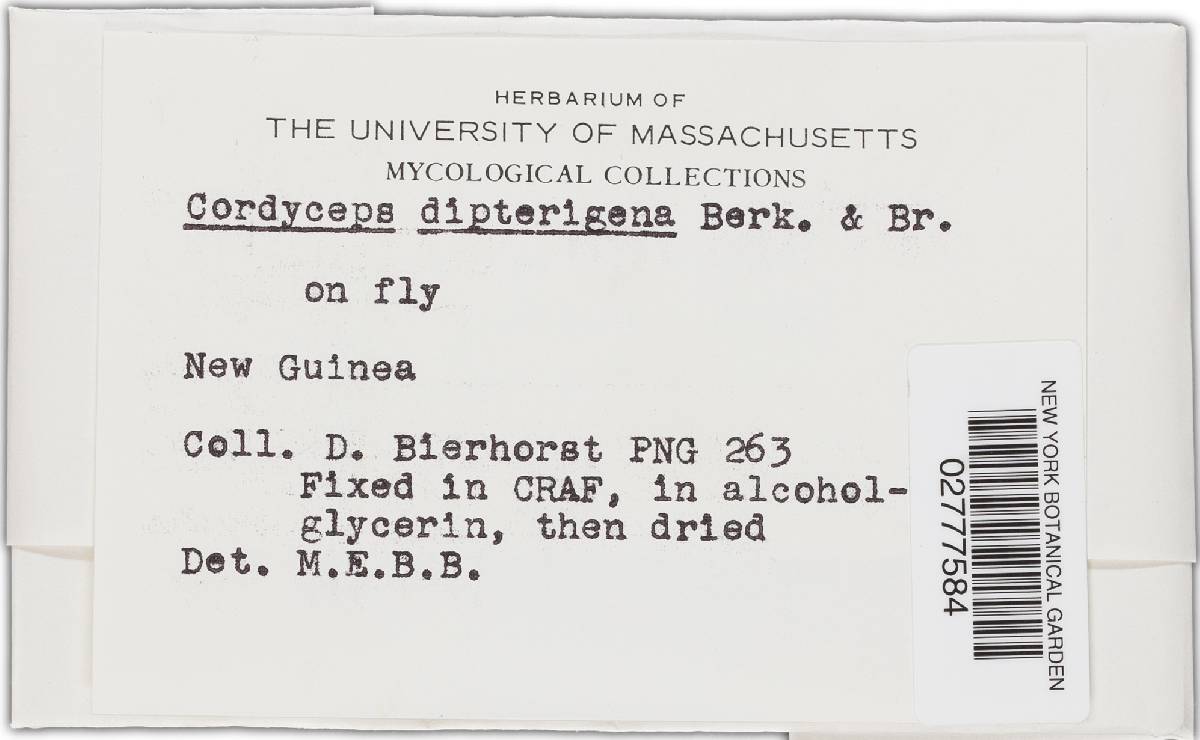 HERBARIUM OF
THE UNIVERSITY OF MASSACHUSETTS
MYCOLOGICAL COLLECTIONS
Cordyceps dipterigena Berk. & Br.
on fly
New Guinea
Coll. D. Bierhorst PNG 263
Fixed in CRAF, in alcohol-
glycerin, then dried
Det. M.E.B.B.
NEW YORK BOTANICAL GARDEN
02777584